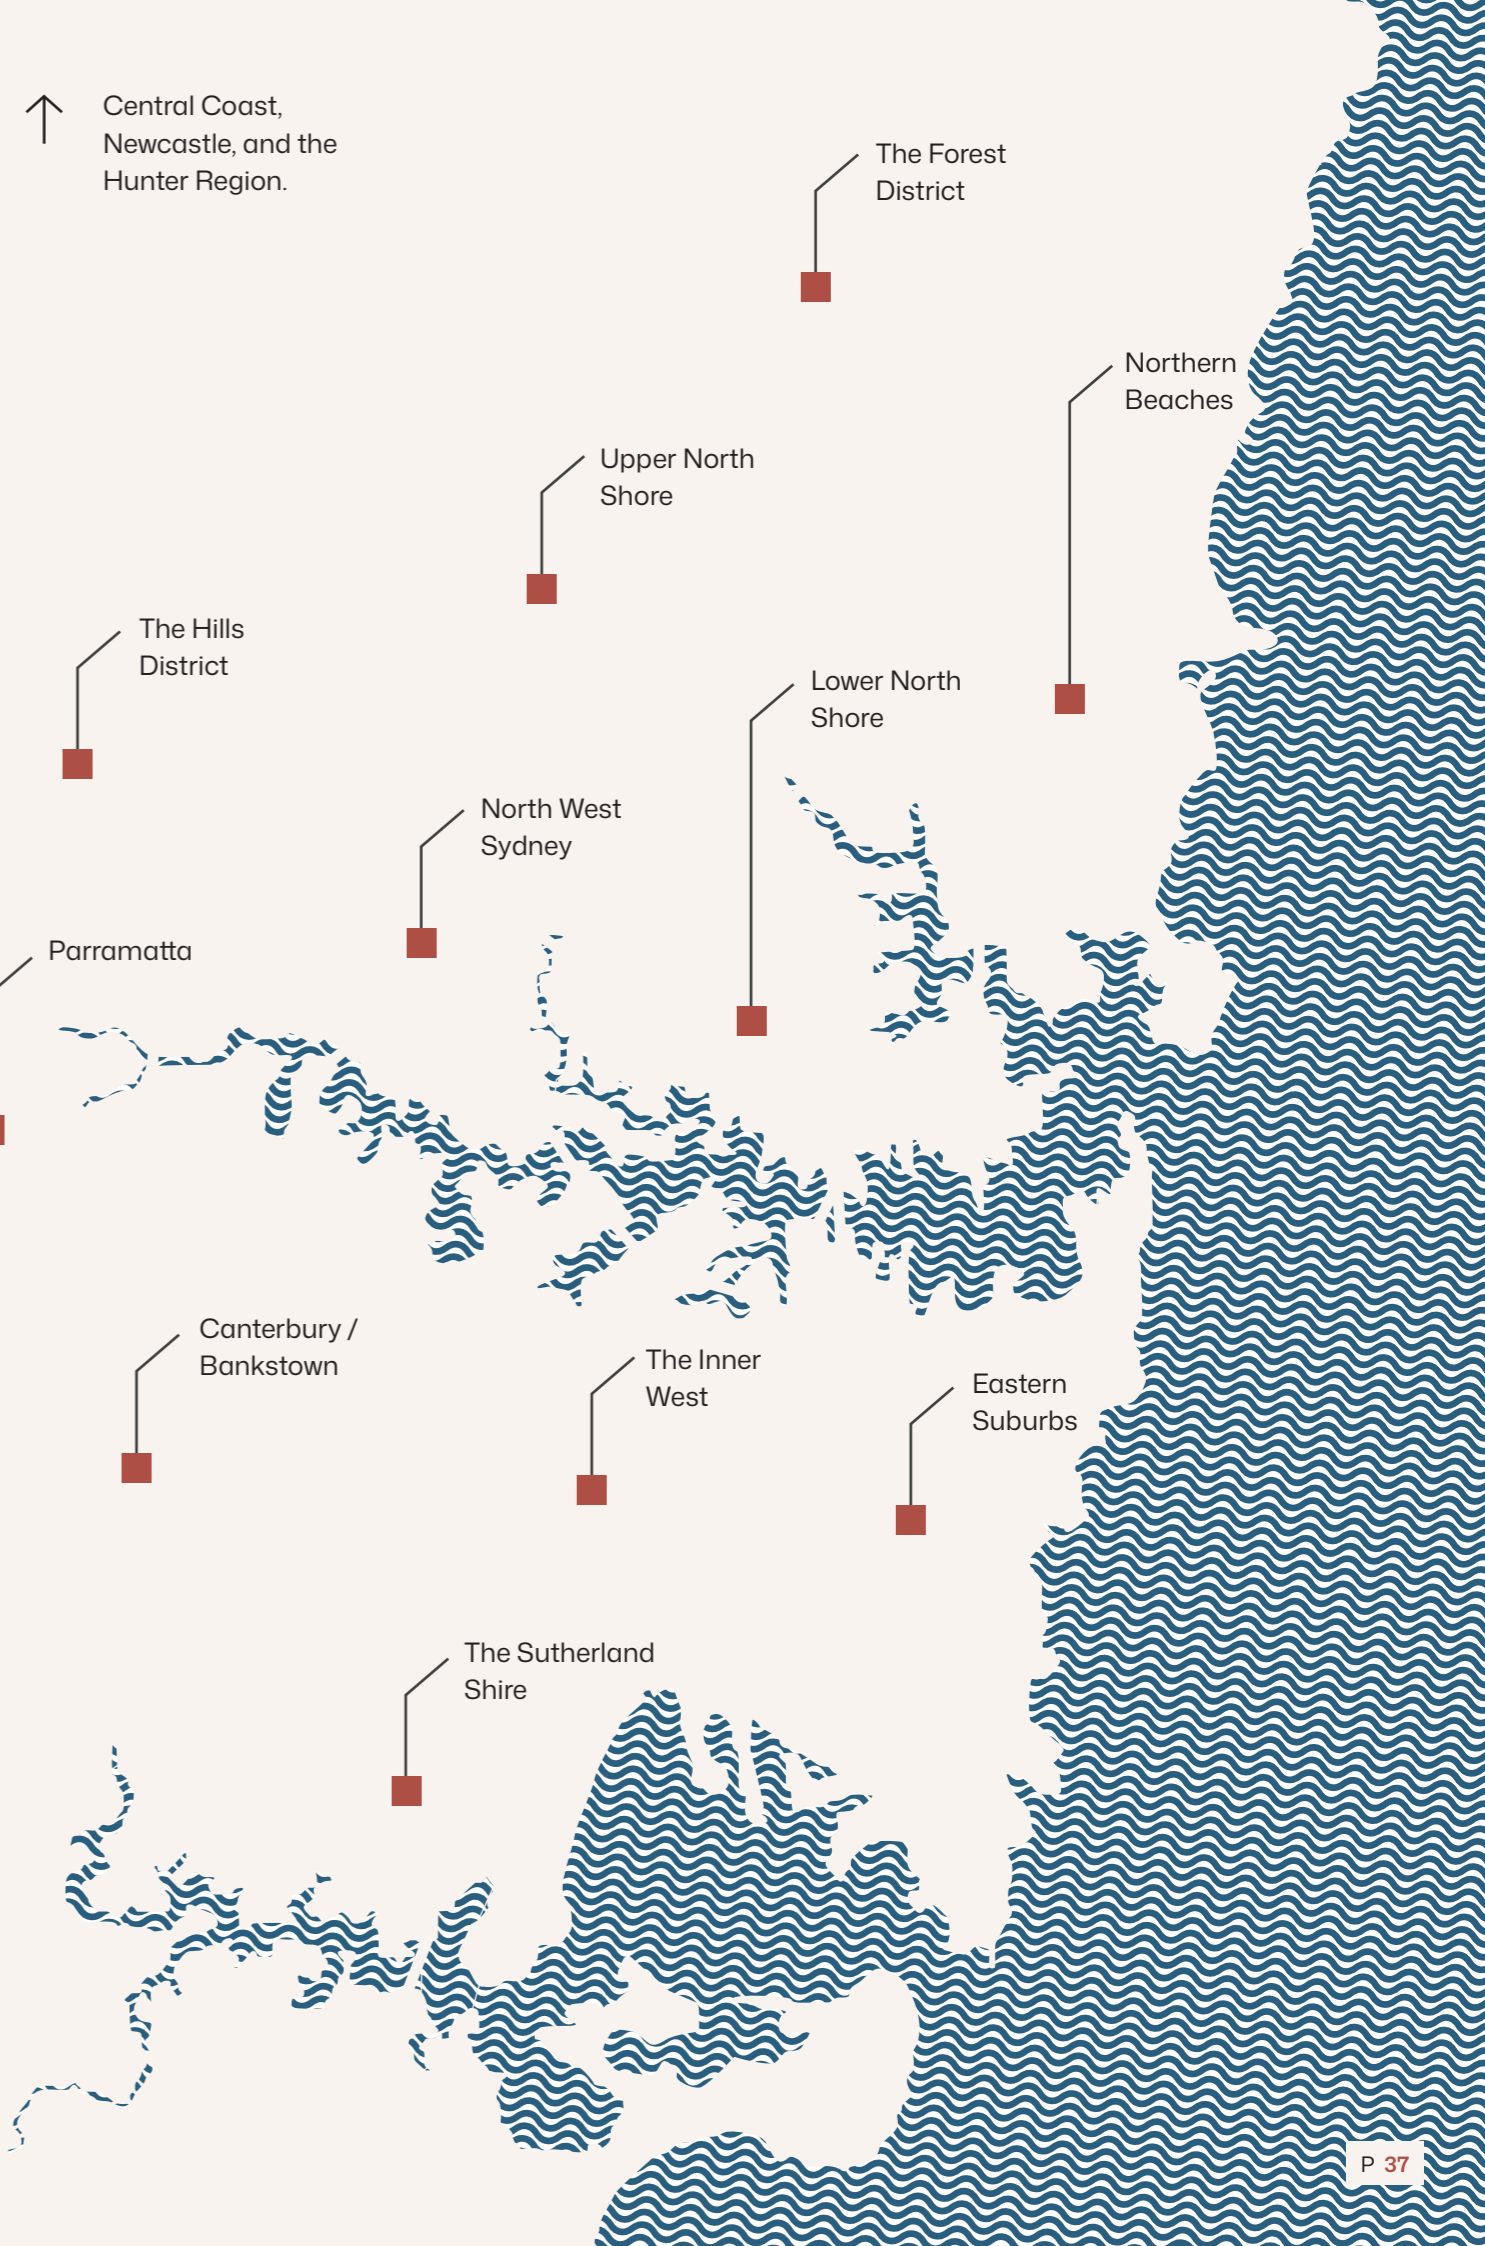 Central Coast,
Newcastle, and the
Hunter Region.
The Forest
District
Northern
Beaches
Upper North
Shore
The Hills
District
Lower North
Shore
North West
Sydney
Parramatta
Canterbury /
Bankstown
The Inner
West
Eastern
Suburbs
The Sutherland
Shire
P 37